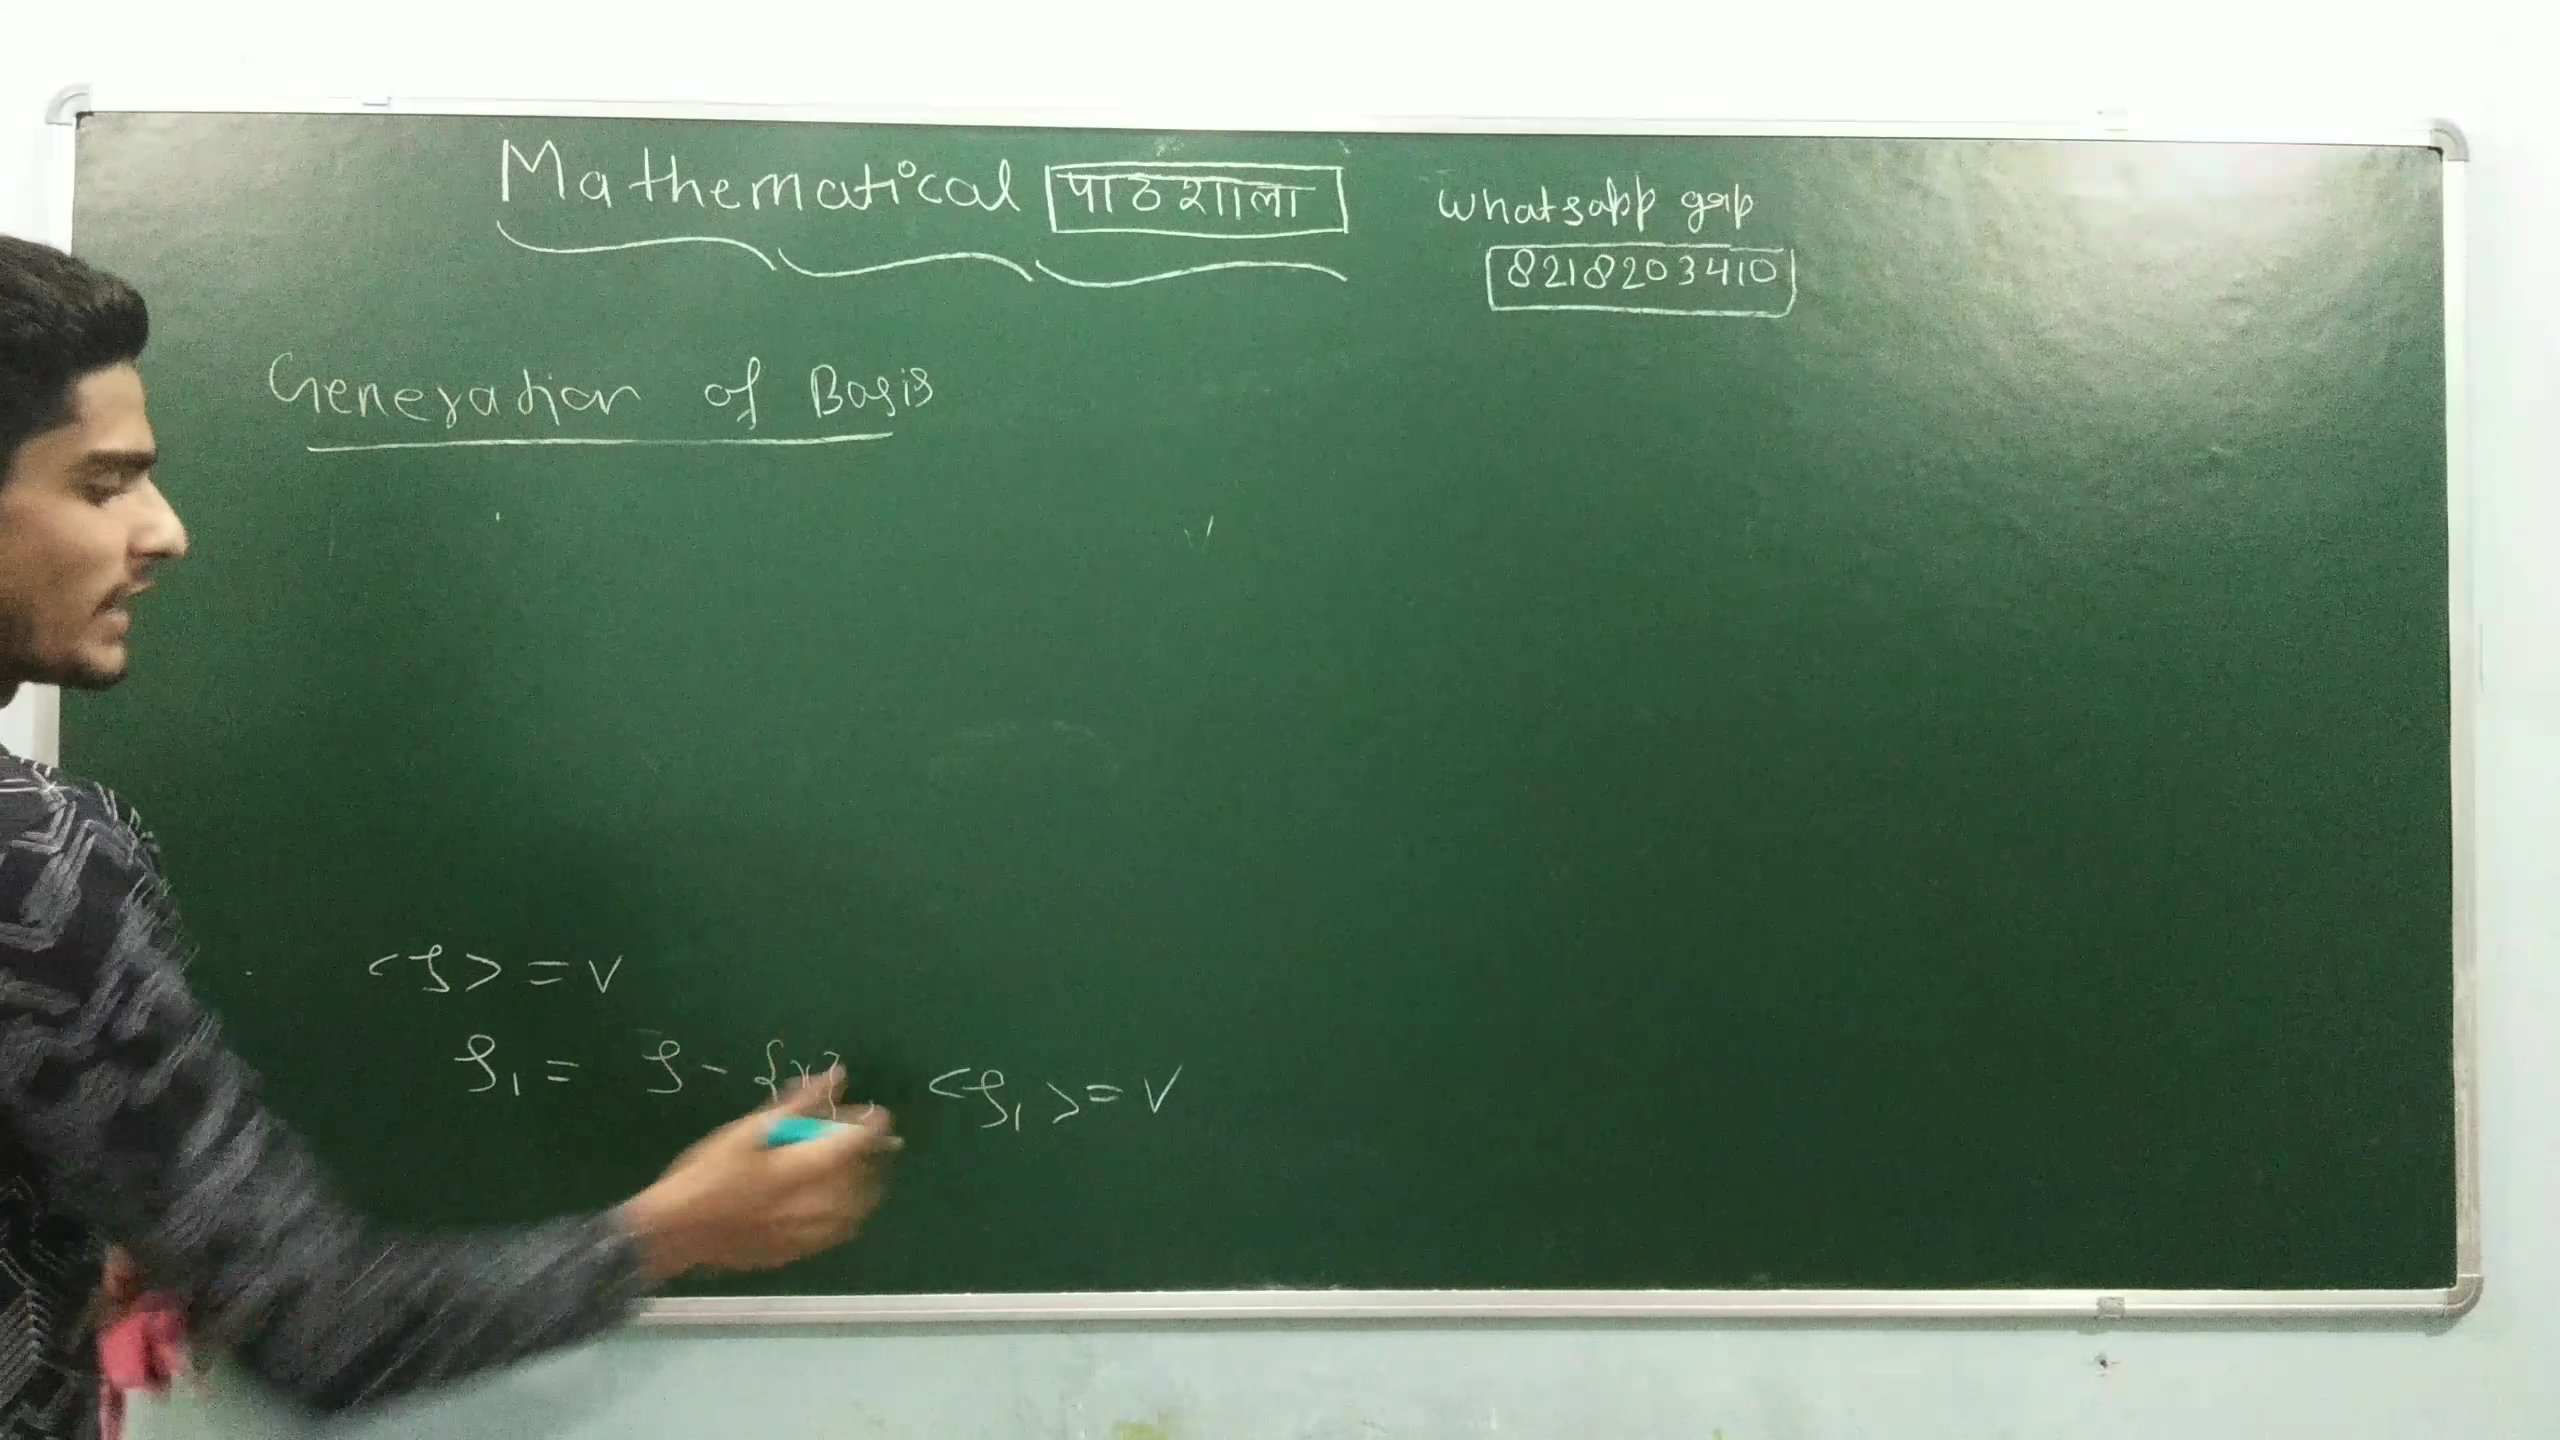 Mathematical पाठशाला
whatsapp grp
8218203410
Generation of Basis
<S> = V
S₁ = S - {x}, <S₁> = V